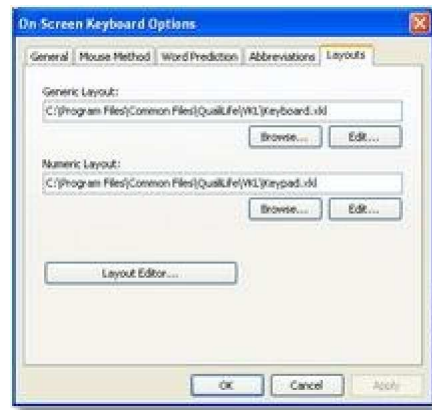 On-Screen Keyboard Options
General Mouse Method Word Prediction Abbreviations Layouts
Generic Layout:
C:\Program Files\Common Files\QualiLife\VKL\Keyboard.vkl
Browse... Edit...
Numeric Layout:
C:\Program Files\Common Files\QualiLife\VKL\Keypad.vkl
Browse... Edit...
Layout Editor...
OK Cancel Apply